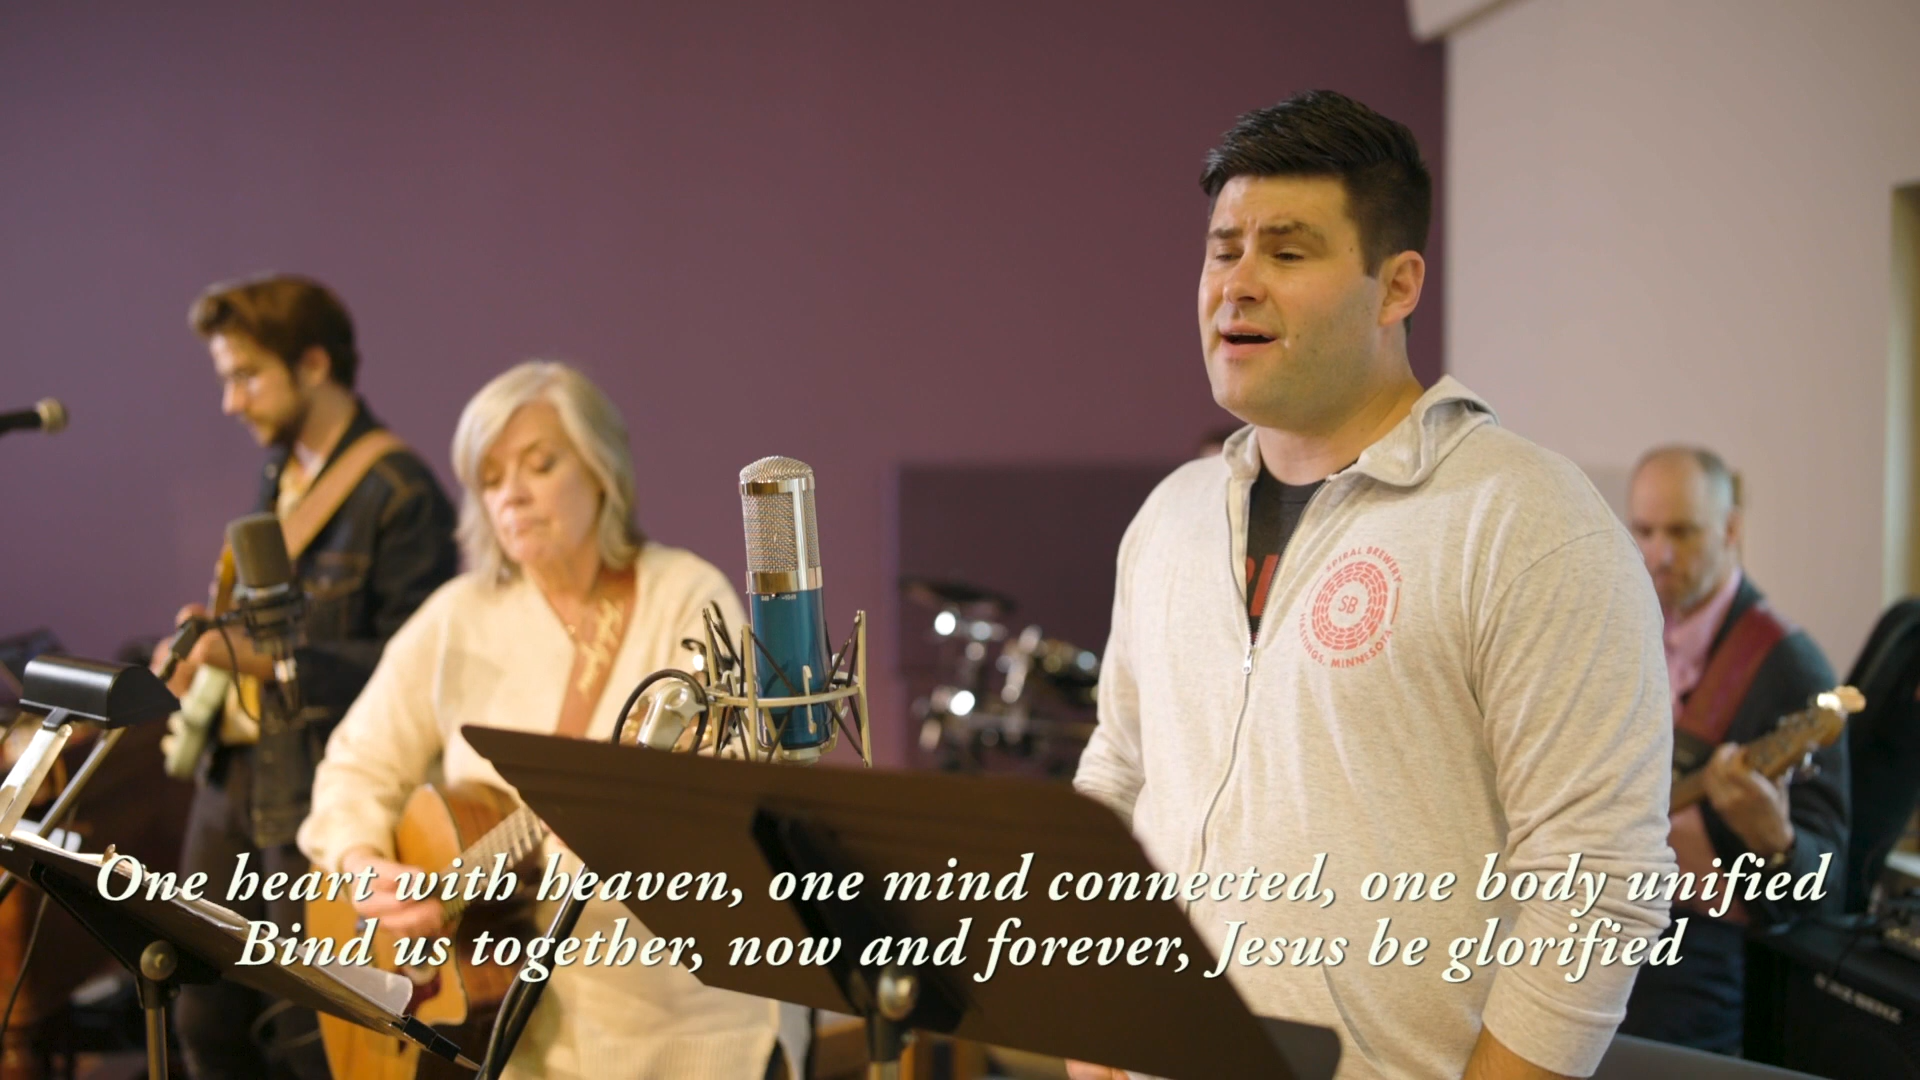 SPIRAL BREWERY
SB
HASTINGS, MINNESOTA
One heart with heaven, one mind connected, one body unified
Bind us together, now and forever, Jesus be glorified